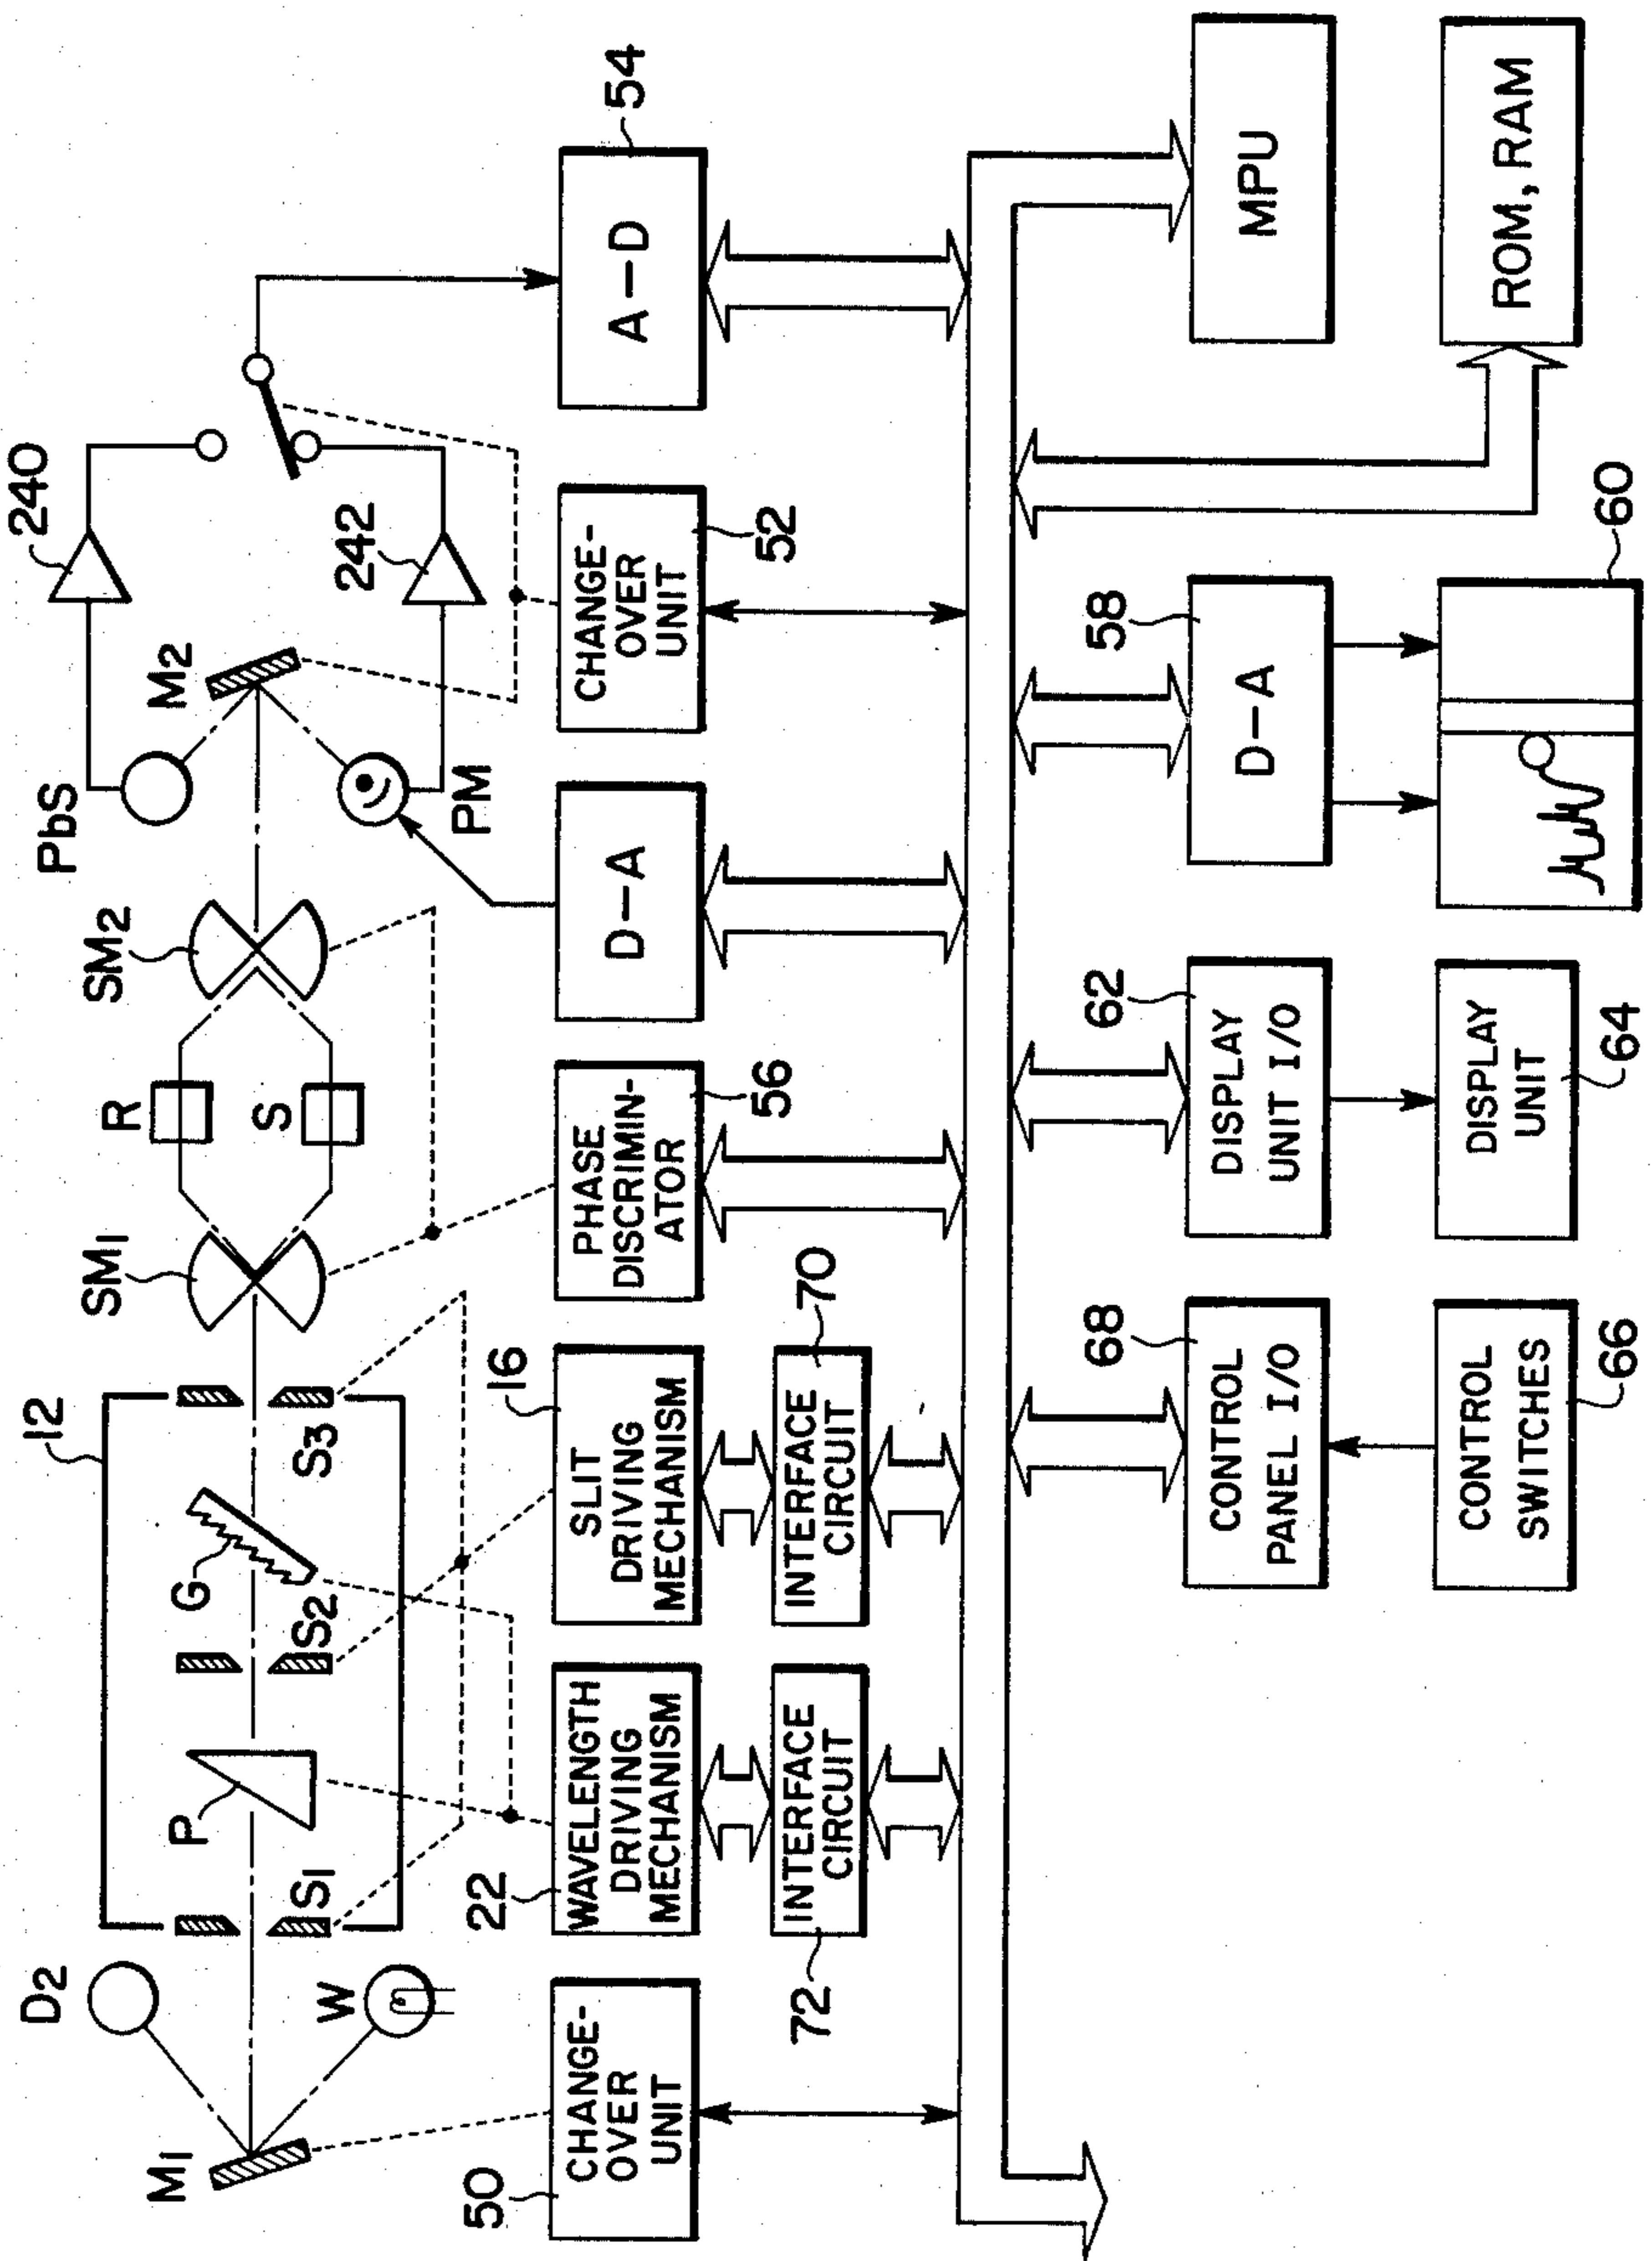 D2
W
M1
12
S1
P
S2
G
S3
SM1
R
S
SM2
PbS
PM
M2
240
242
50
CHANGE-
OVER
UNIT
22
WAVELENGTH
DRIVING
MECHANISM
16
SLIT
DRIVING
MECHANISM
PHASE
DISCRIMIN-
ATOR
56
D-A
CHANGE-
OVER
UNIT
52
A-D
54
72
INTERFACE
CIRCUIT
70
INTERFACE
CIRCUIT
68
CONTROL
PANEL I/O
62
DISPLAY
UNIT I/O
58
D-A
MPU
CONTROL
SWITCHES
66
DISPLAY
UNIT
64
60
ROM, RAM